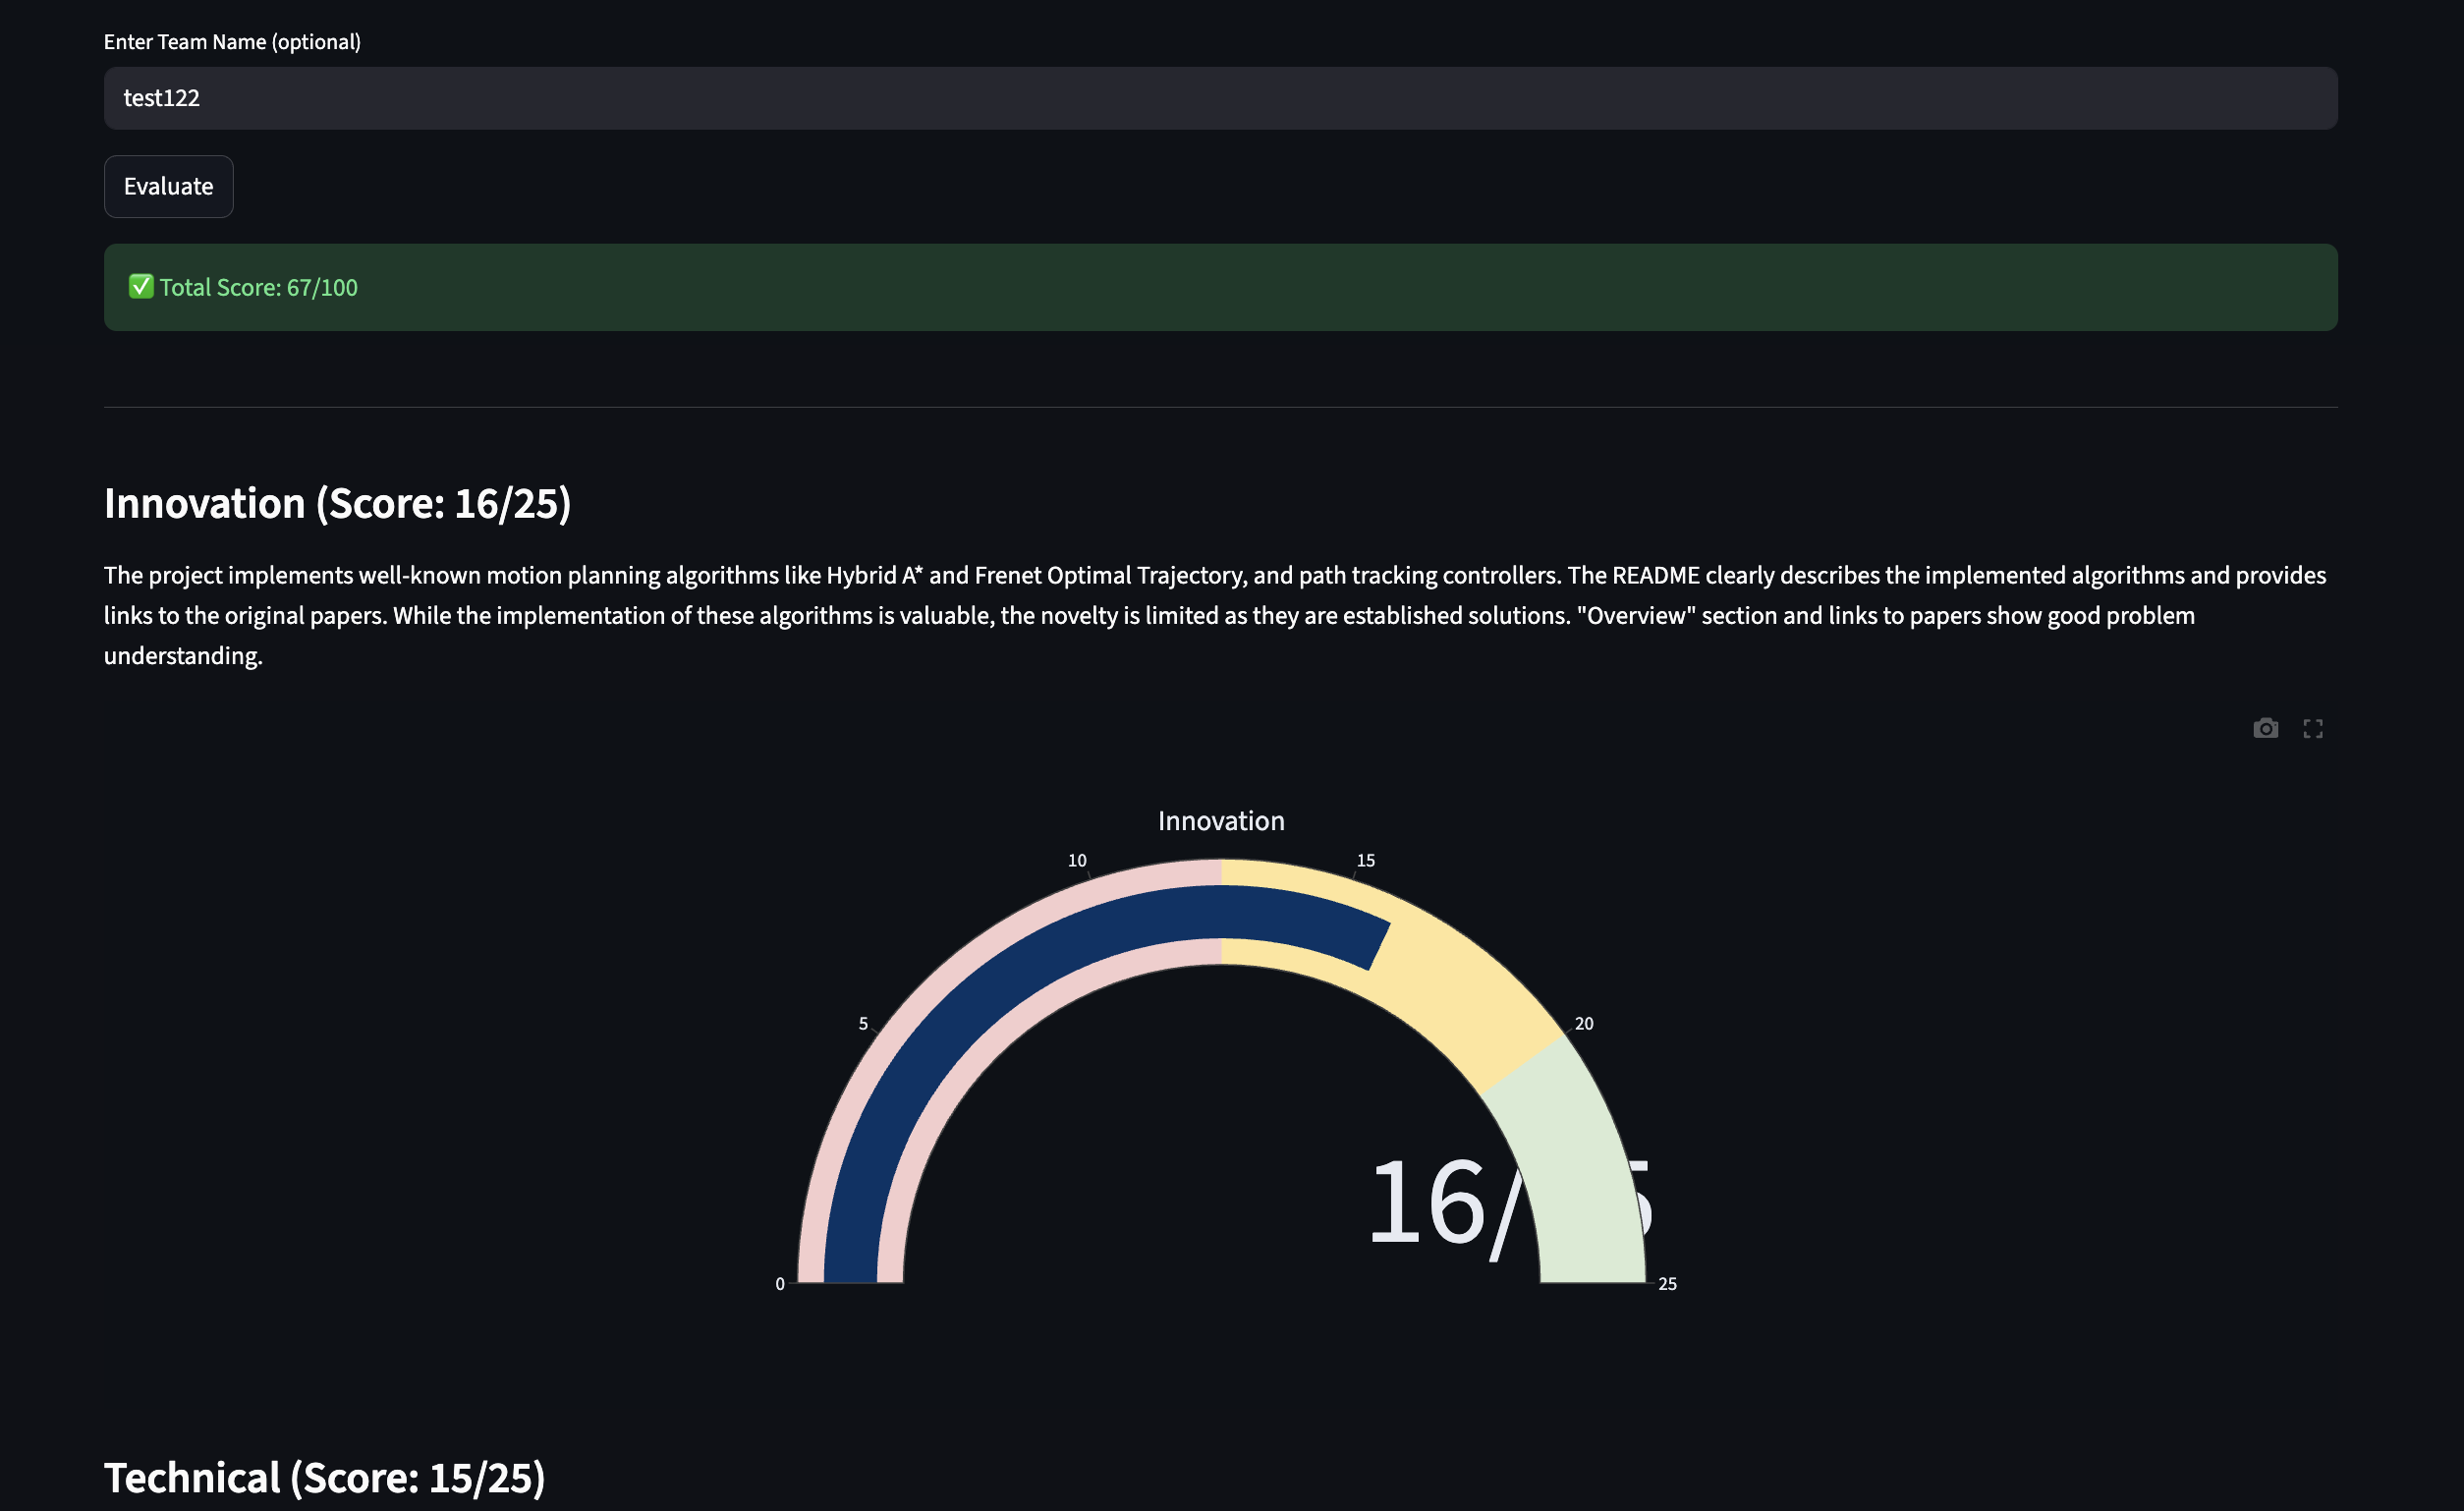 Enter Team Name (optional)
test122
Evaluate
✅ Total Score: 67/100
Innovation (Score: 16/25)
The project implements well-known motion planning algorithms like Hybrid A* and Frenet Optimal Trajectory, and path tracking controllers. The README clearly describes the implemented algorithms and provides
links to the original papers. While the implementation of these algorithms is valuable, the novelty is limited as they are established solutions. "Overview" section and links to papers show good problem
understanding.
Innovation
10
15
5
20
16/
0
25
Technical (Score: 15/25)